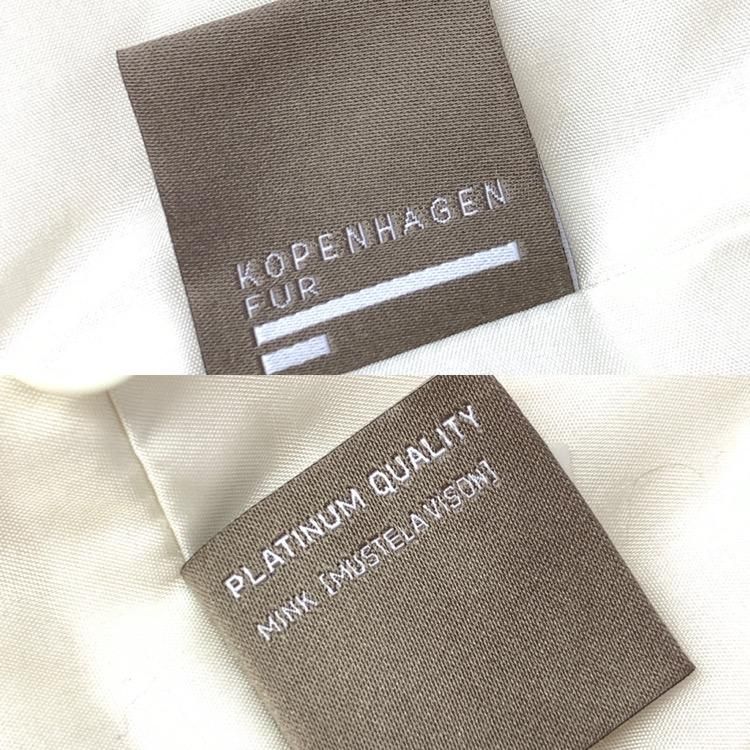 KOPENHAGEN
FUR
PLATINUM QUALITY
MINK [MUSTELA VISON]